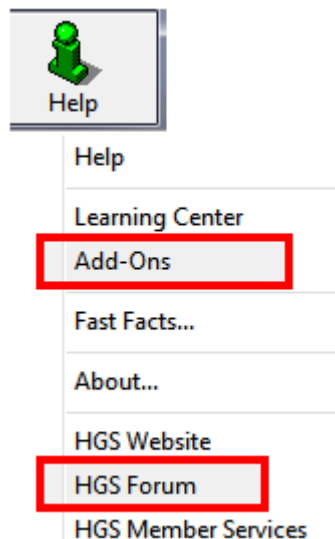 Help
Help
Learning Center
Add-Ons
Fast Facts...
About...
HGS Website
HGS Forum
HGS Member Services